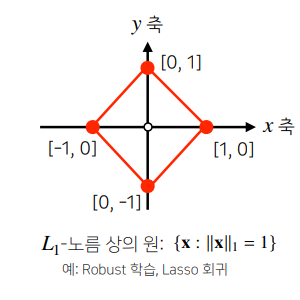 y 축
[0, 1]
x 축
[-1, 0]
[1, 0]
[0, -1]
L₁-노름 상의 원: {𝐱 : ‖𝐱‖₁ = 1}
예: Robust 학습, Lasso 회귀